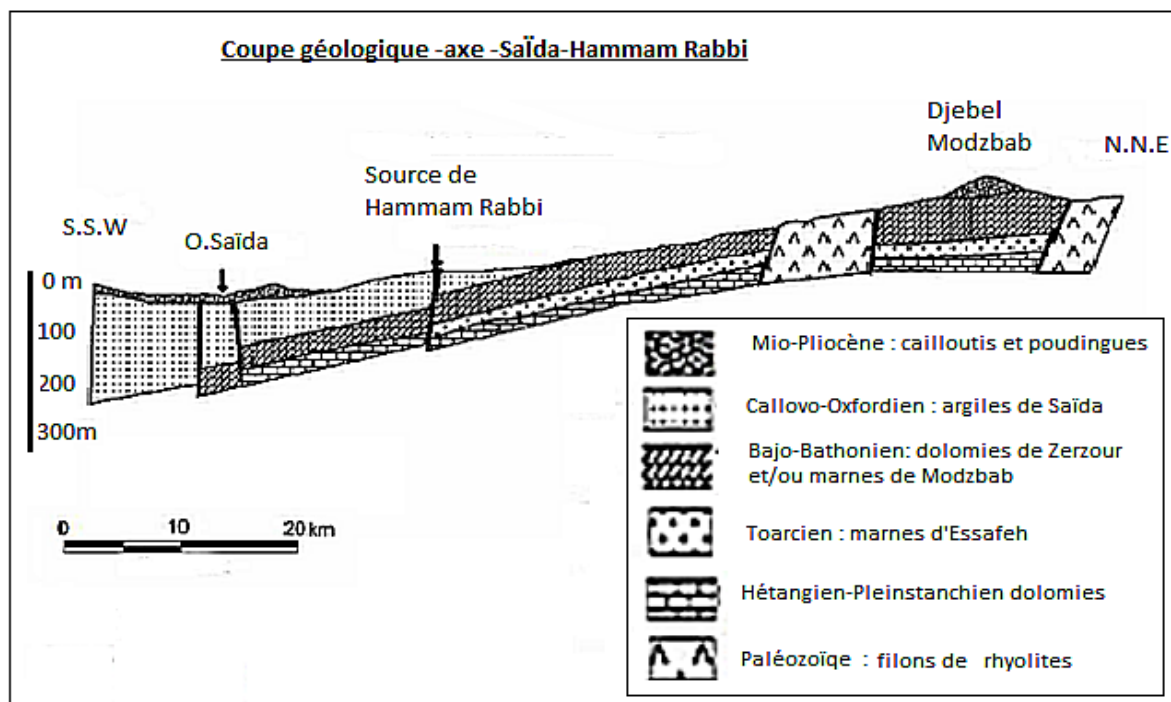 Coupe géologique -axe -SaÏda-Hammam Rabbi
Djebel
Modzbab
N.N.E
Source de
Hammam Rabbi
S.S.W
O.Saïda
0 m
100
200
300m
Mio-Pliocène : cailloutis et poudingues
Callovo-Oxfordien : argiles de Saïda
Bajo-Bathonien: dolomies de Zerzour
et/ou marnes de Modzbab
Toarcien : marnes d'Essafeh
Hétangien-Pleinstanchien dolomies
Paléozoïqe : filons de rhyolites
0 10 20 km